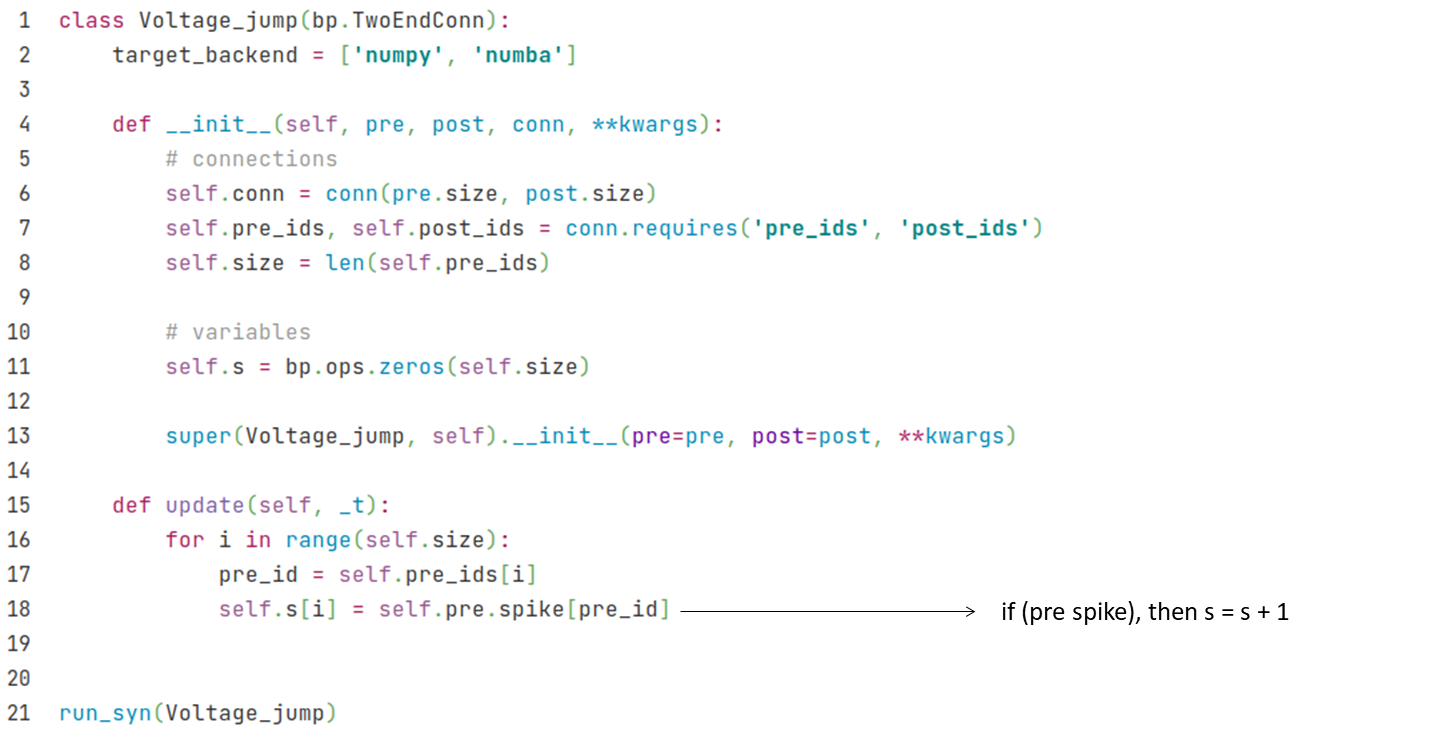 1 class Voltage_jump(bp.TwoEndConn):
2     target_backend = ['numpy', 'numba']
3
4     def __init__(self, pre, post, conn, **kwargs):
5         # connections
6         self.conn = conn(pre.size, post.size)
7         self.pre_ids, self.post_ids = conn.requires('pre_ids', 'post_ids')
8         self.size = len(self.pre_ids)
9
10         # variables
11         self.s = bp.ops.zeros(self.size)
12
13         super(Voltage_jump, self).__init__(pre=pre, post=post, **kwargs)
14
15     def update(self, _t):
16         for i in range(self.size):
17             pre_id = self.pre_ids[i]
18             self.s[i] = self.pre.spike[pre_id] if (pre spike), then s = s + 1
19
20
21 run_syn(Voltage_jump)